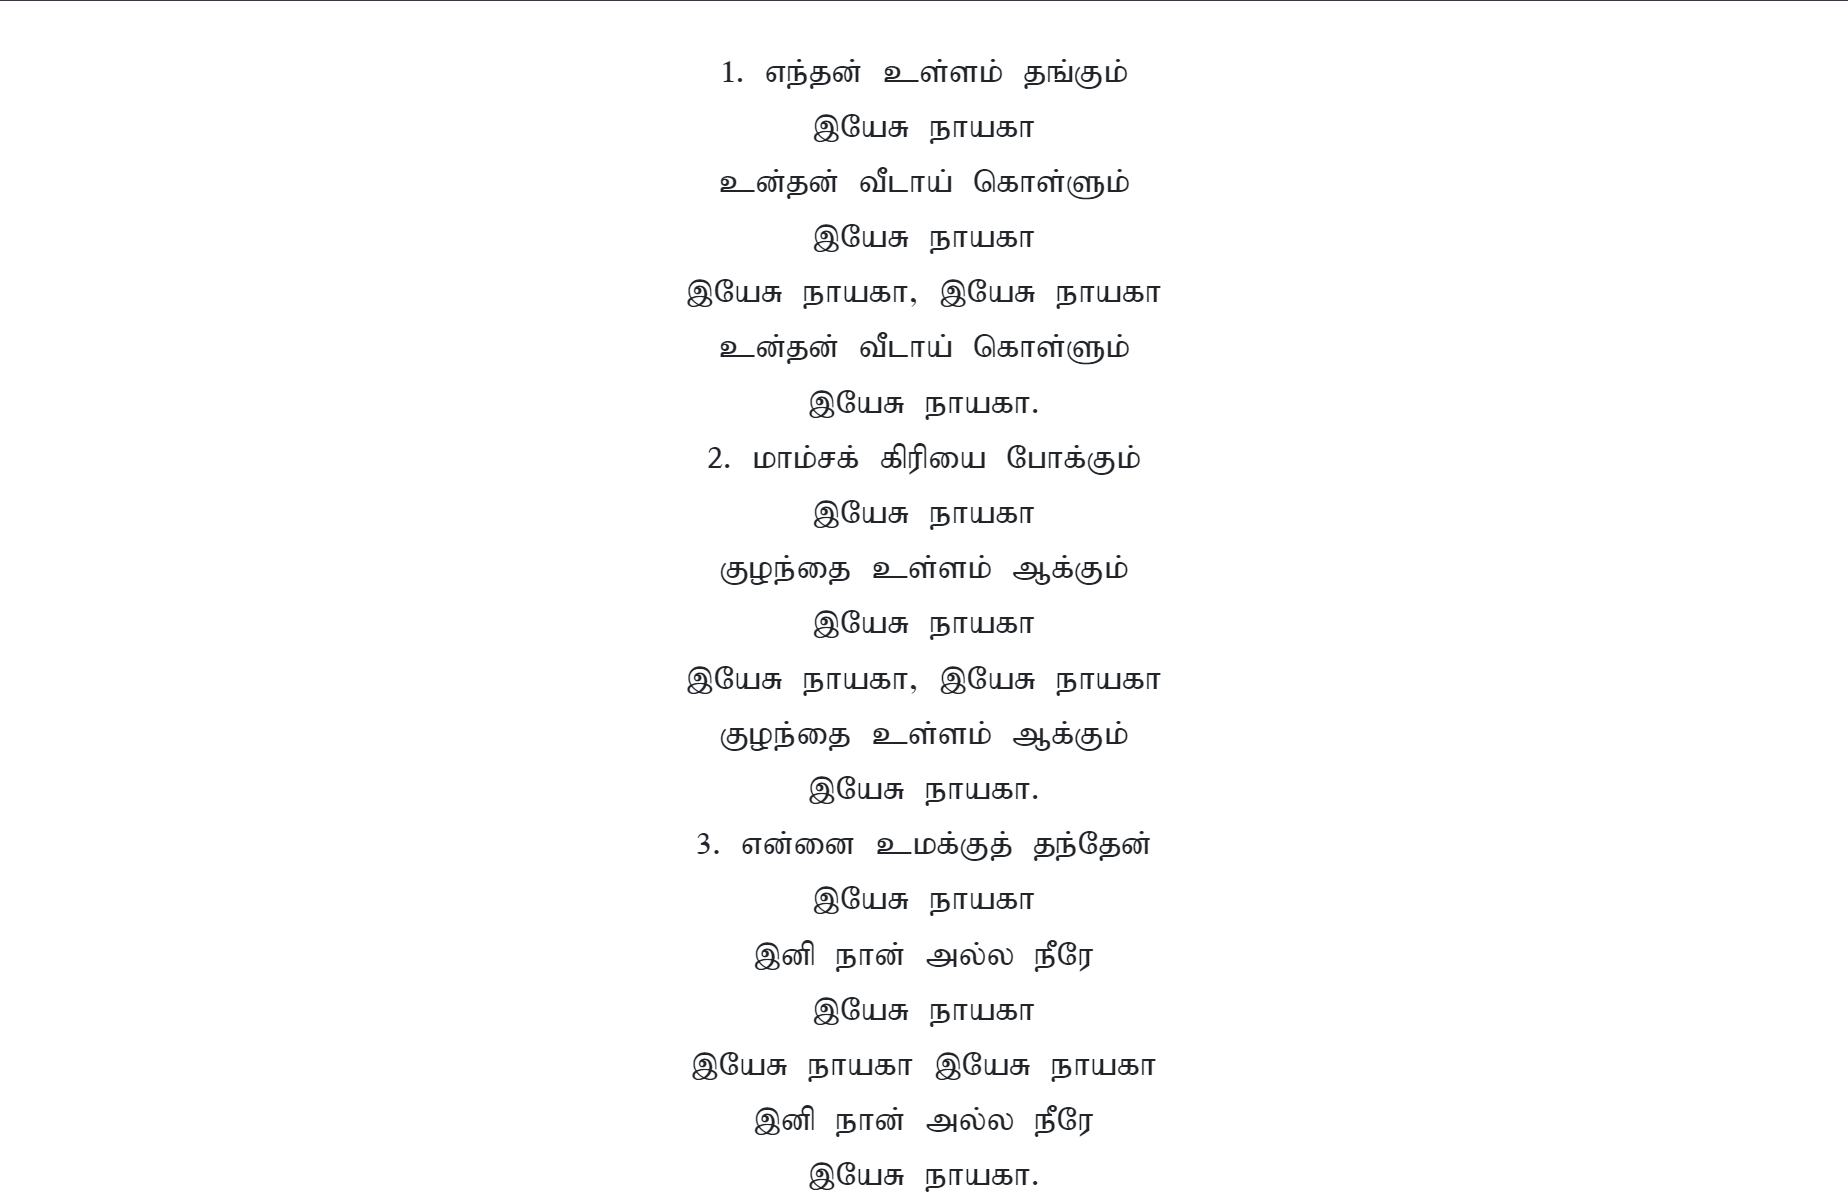 1. எந்தன் உள்ளம் தங்கும்
இயேசு நாயகா
உன்தன் வீடாய் கொள்ளும்
இயேசு நாயகா
இயேசு நாயகா, இயேசு நாயகா
உன்தன் வீடாய் கொள்ளும்
இயேசு நாயகா.
2. மாம்சக் கிரியை போக்கும்
இயேசு நாயகா
குழந்தை உள்ளம் ஆக்கும்
இயேசு நாயகா
இயேசு நாயகா, இயேசு நாயகா
குழந்தை உள்ளம் ஆக்கும்
இயேசு நாயகா.
3. என்னை உமக்குத் தந்தேன்
இயேசு நாயகா
இனி நான் அல்ல நீரே
இயேசு நாயகா
இயேசு நாயகா இயேசு நாயகா
இனி நான் அல்ல நீரே
இயேசு நாயகா.